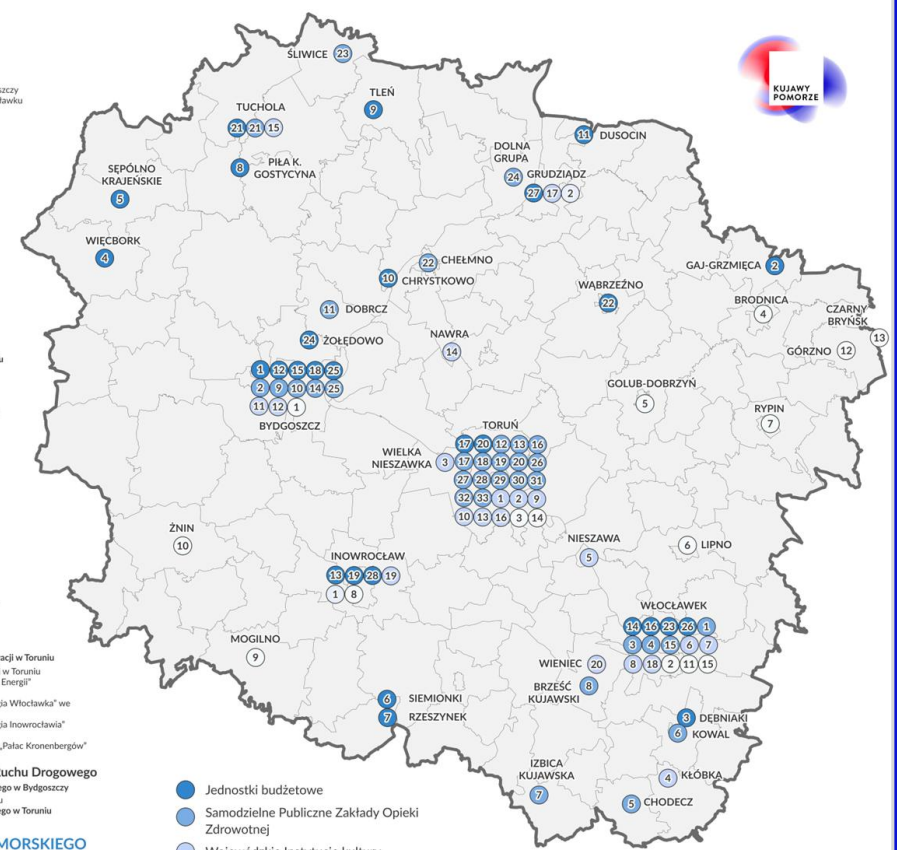 szczy
ławku
u
acji w Toruniu
w Toruniu
Energii"
gia Włocławka" we
gia Inowrocławia"
„Pałac Kronenbergów"
Ruchu Drogowego
ego w Bydgoszczy
u
go w Toruniu
MORSKIEGO
KUJAWY
POMORZE
ŚLIWICE 23
TLEŃ
9
TUCHOLA
21 21 15
11 DUSOCIN
DOLNA
GRUPA
24
GRUDZIĄDZ
27 17 2
8 PIŁA K.
GOSTYCYNA
SĘPÓLNO
KRAJEŃSKIE
5
WIĘCBORK
4
22 CHEŁMNO
10 CHRYSTKOWO
GAJ-GRZMIĘCA 2
WĄBRZEŹNO
22
BRODNICA
4
CZARNY
BRYŃSK
13
GÓRZNO 12
11 DOBRCZ
24 ŻOŁĘDOWO
NAWRA
14
1 12 15 18 25
2 9 10 14 25
11 12 1
BYDGOSZCZ
GOLUB-DOBRZYŃ
5
RYPIN
7
TORUŃ
17 20 12 13 16
WIELKA
NIESZAWKA
3
17 18 19 20 26
27 28 29 30 31
32 33 1 2 9
10 13 16 3 14
ŻNIN
10
NIESZAWA
5
6 LIPNO
INOWROCŁAW
13 19 28 19
1 8
WŁOCŁAWEK
14 16 23 26 1
3 4 15 6 7
8 18 2 11 15
MOGILNO
9
WIENIEC 20
BRZEŚĆ
KUJAWSKI
8
6 SIEMIONKI
7 RZESZYNEK
3 DĘBNIAKI
6 KOWAL
IZBICA
KUJAWSKA
7
4 KŁÓBKA
5 CHODECZ
Jednostki budżetowe
Samodzielne Publiczne Zakłady Opieki
Zdrowotnej